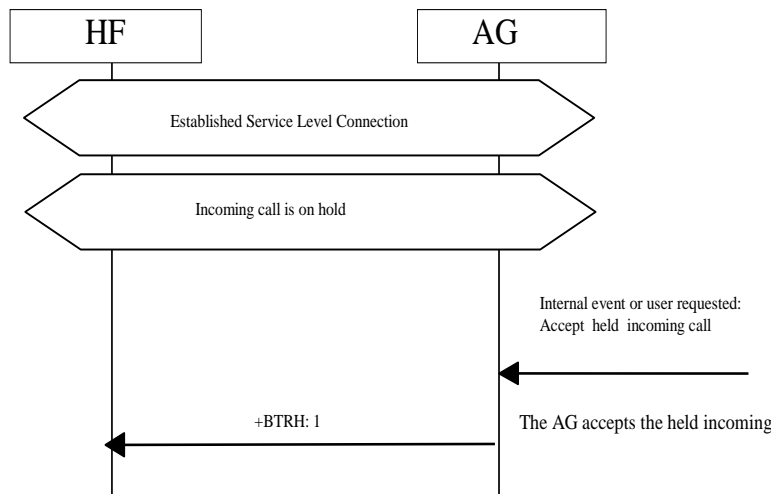 HF
AG
Established Service Level Connection
Incoming call is on hold
Internal event or user requested:
Accept held incoming call
+BTRH: 1
The AG accepts the held incoming